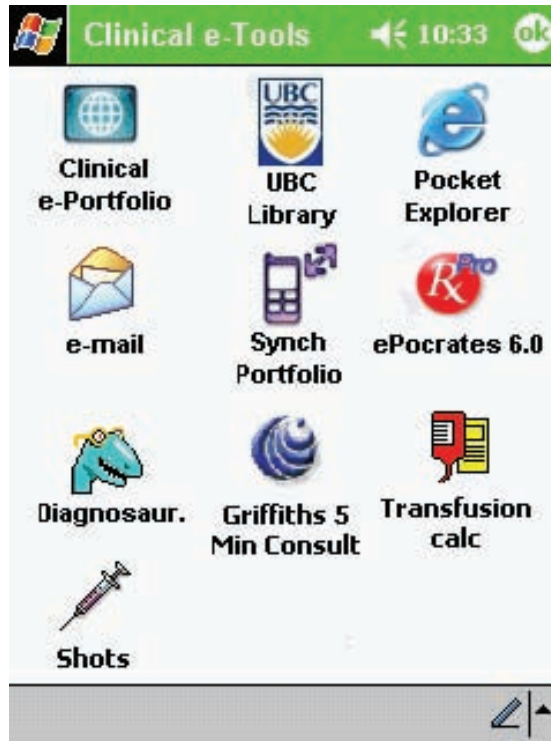 Clinical e-Tools 10:33 ok
UBC
Clinical
e-Portfolio
UBC
Library
Pocket
Explorer
Rx Pro
e-mail
Synch
Portfolio
ePocrates 6.0
Diagnosaur.
Griffiths 5
Min Consult
Transfusion
calc
Shots